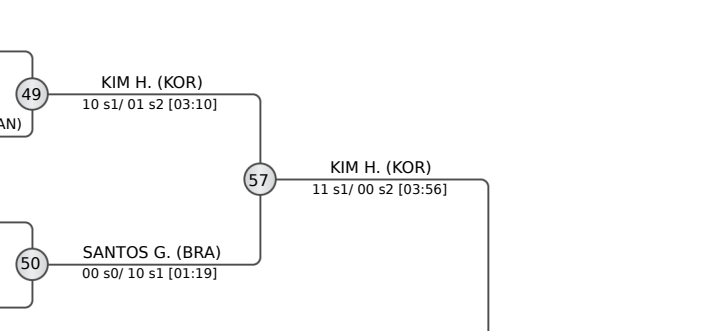 KIM H. (KOR)
49
10 s1/ 01 s2 [03:10]
AN)
KIM H. (KOR)
57
11 s1/ 00 s2 [03:56]
SANTOS G. (BRA)
50
00 s0/ 10 s1 [01:19]